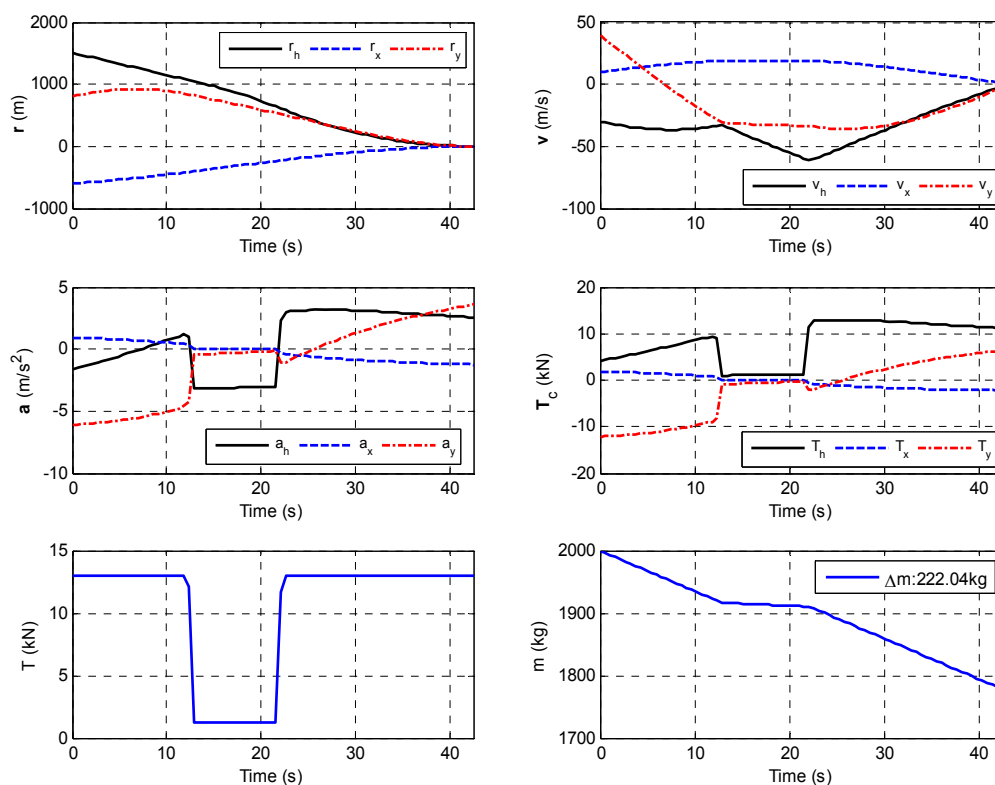 2000
1000
0
-1000
r (m)
r_h r_x r_y
0 10 20 30 40
Time (s)
50
0
-50
-100
v (m/s)
v_h v_x v_y
0 10 20 30 40
Time (s)
5
0
-5
-10
a (m/s²)
a_h a_x a_y
0 10 20 30 40
Time (s)
20
10
0
-10
-20
T_c (kN)
T_h T_x T_y
0 10 20 30 40
Time (s)
15
10
5
0
T (kN)
0 10 20 30 40
Time (s)
2000
1900
1800
1700
m (kg)
Δm:222.04kg
0 10 20 30 40
Time (s)